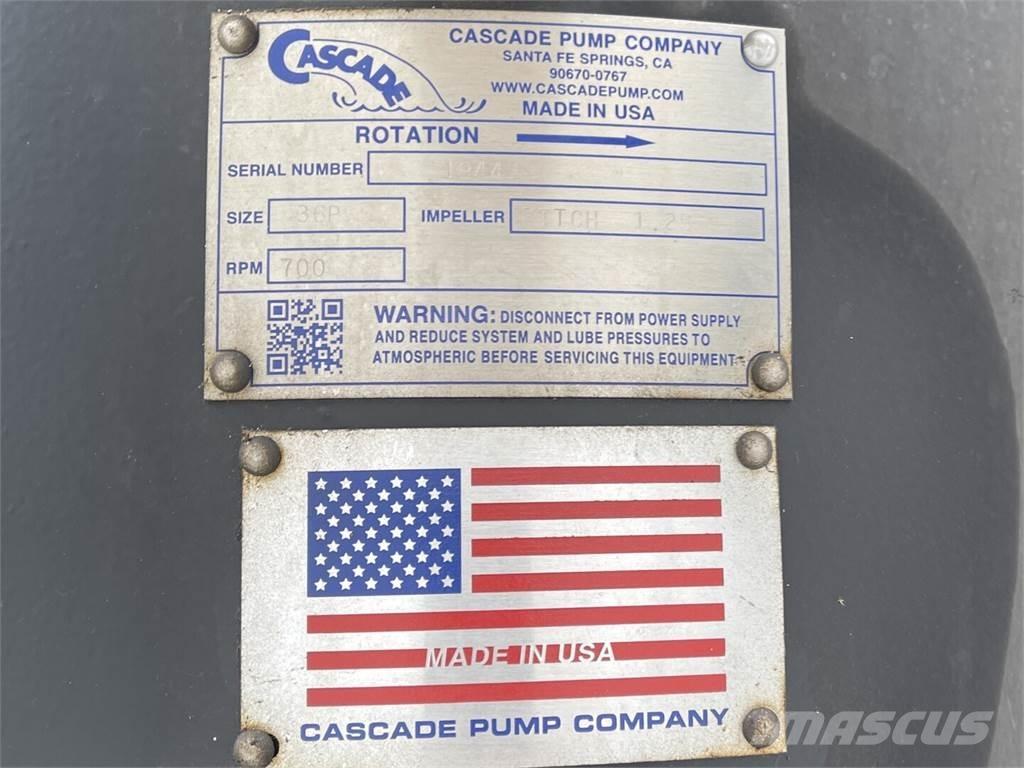 CASCADE
CASCADE PUMP COMPANY
SANTA FE SPRINGS, CA
90670-0767
WWW.CASCADEPUMP.COM
MADE IN USA
ROTATION
SERIAL NUMBER
SIZE 36P IMPELLER
RPM 700
WARNING: DISCONNECT FROM POWER SUPPLY
AND REDUCE SYSTEM AND LUBE PRESSURES TO
ATMOSPHERIC BEFORE SERVICING THIS EQUIPMENT
MADE IN USA
CASCADE PUMP COMPANY
MASCUS